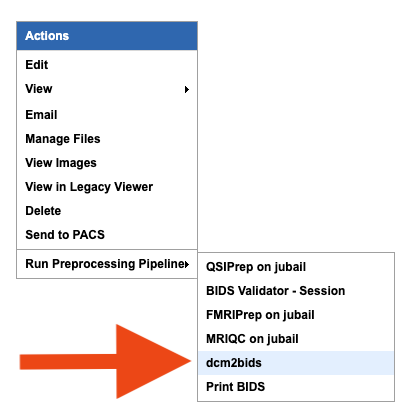 Actions
Edit
View
Email
Manage Files
View Images
View in Legacy Viewer
Delete
Send to PACS
Run Preprocessing Pipeline
QSIPrep on jubail
BIDS Validator - Session
FMRIPrep on jubail
MRIQC on jubail
dcm2bids
Print BIDS